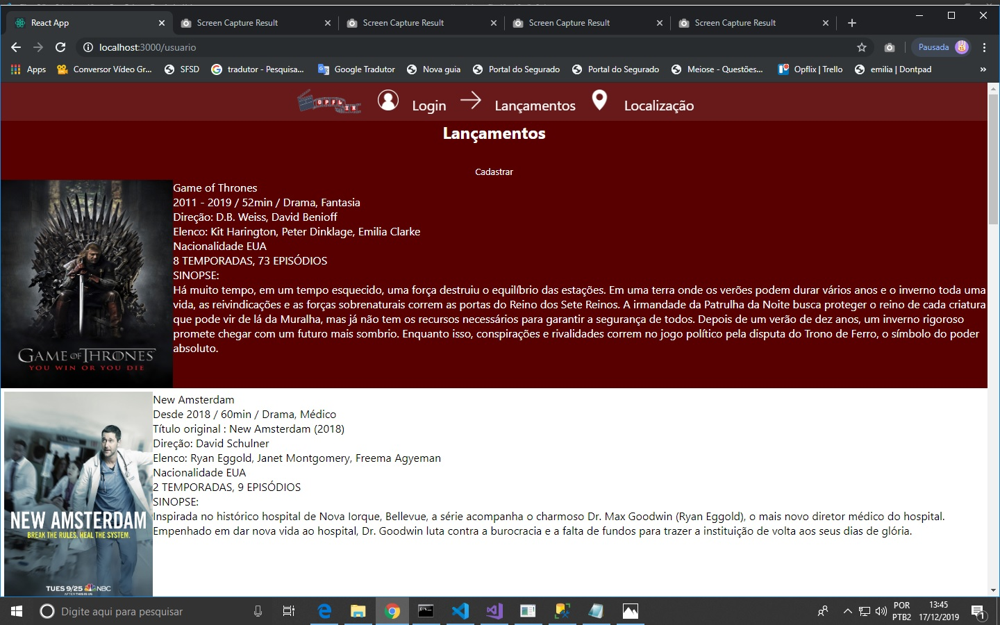 React App
Screen Capture Result
Screen Capture Result
Screen Capture Result
Screen Capture Result
localhost:3000/usuario
Pausada
Apps
Conversor Vídeo Gr...
SFSD
tradutor - Pesquisa...
Google Tradutor
Nova guia
Portal do Segurado
Portal do Segurado
Meiose - Questões...
Opflix | Trello
emilia | Dontpad
»
OPFLIX
Login
Lançamentos
Localização
Lançamentos
Cadastrar
GAME OF THRONES
YOU WIN OR YOU DIE
Game of Thrones
2011 - 2019 / 52min / Drama, Fantasia
Direção: D.B. Weiss, David Benioff
Elenco: Kit Harington, Peter Dinklage, Emilia Clarke
Nacionalidade EUA
8 TEMPORADAS, 73 EPISÓDIOS
SINOPSE:
Há muito tempo, em um tempo esquecido, uma força destruiu o equilíbrio das estações. Em uma terra onde os verões podem durar vários anos e o inverno toda uma
vida, as reivindicações e as forças sobrenaturais correm as portas do Reino dos Sete Reinos. A irmandade da Patrulha da Noite busca proteger o reino de cada criatura
que pode vir de lá da Muralha, mas já não tem os recursos necessários para garantir a segurança de todos. Depois de um verão de dez anos, um inverno rigoroso
promete chegar com um futuro mais sombrio. Enquanto isso, conspirações e rivalidades correm no jogo político pela disputa do Trono de Ferro, o símbolo do poder
absoluto.
NEW AMSTERDAM
BREAK THE RULES. HEAL THE SYSTEM.
TUES 9/25 NBC
AFTER THIS IS US
New Amsterdam
Desde 2018 / 60min / Drama, Médico
Título original : New Amsterdam (2018)
Direção: David Schulner
Elenco: Ryan Eggold, Janet Montgomery, Freema Agyeman
Nacionalidade EUA
2 TEMPORADAS, 9 EPISÓDIOS
SINOPSE:
Inspirada no histórico hospital de Nova Iorque, Bellevue, a série acompanha o charmoso Dr. Max Goodwin (Ryan Eggold), o mais novo diretor médico do hospital.
Empenhado em dar nova vida ao hospital, Dr. Goodwin luta contra a burocracia e a falta de fundos para trazer a instituição de volta aos seus dias de glória.
Digite aqui para pesquisar
POR
PTB2
13:45
17/12/2019
1